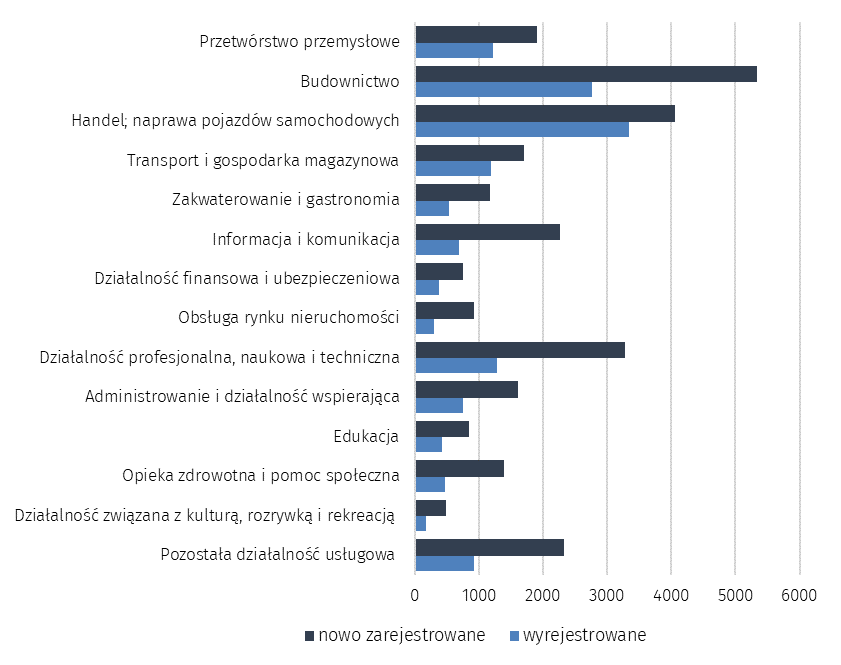 Przetwórstwo przemysłowe
Budownictwo
Handel; naprawa pojazdów samochodowych
Transport i gospodarka magazynowa
Zakwaterowanie i gastronomia
Informacja i komunikacja
Działalność finansowa i ubezpieczeniowa
Obsługa rynku nieruchomości
Działalność profesjonalna, naukowa i techniczna
Administrowanie i działalność wspierająca
Edukacja
Opieka zdrowotna i pomoc społeczna
Działalność związana z kulturą, rozrywką i rekreacją
Pozostała działalność usługowa
0 1000 2000 3000 4000 5000 6000
nowo zarejestrowane wyrejestrowane